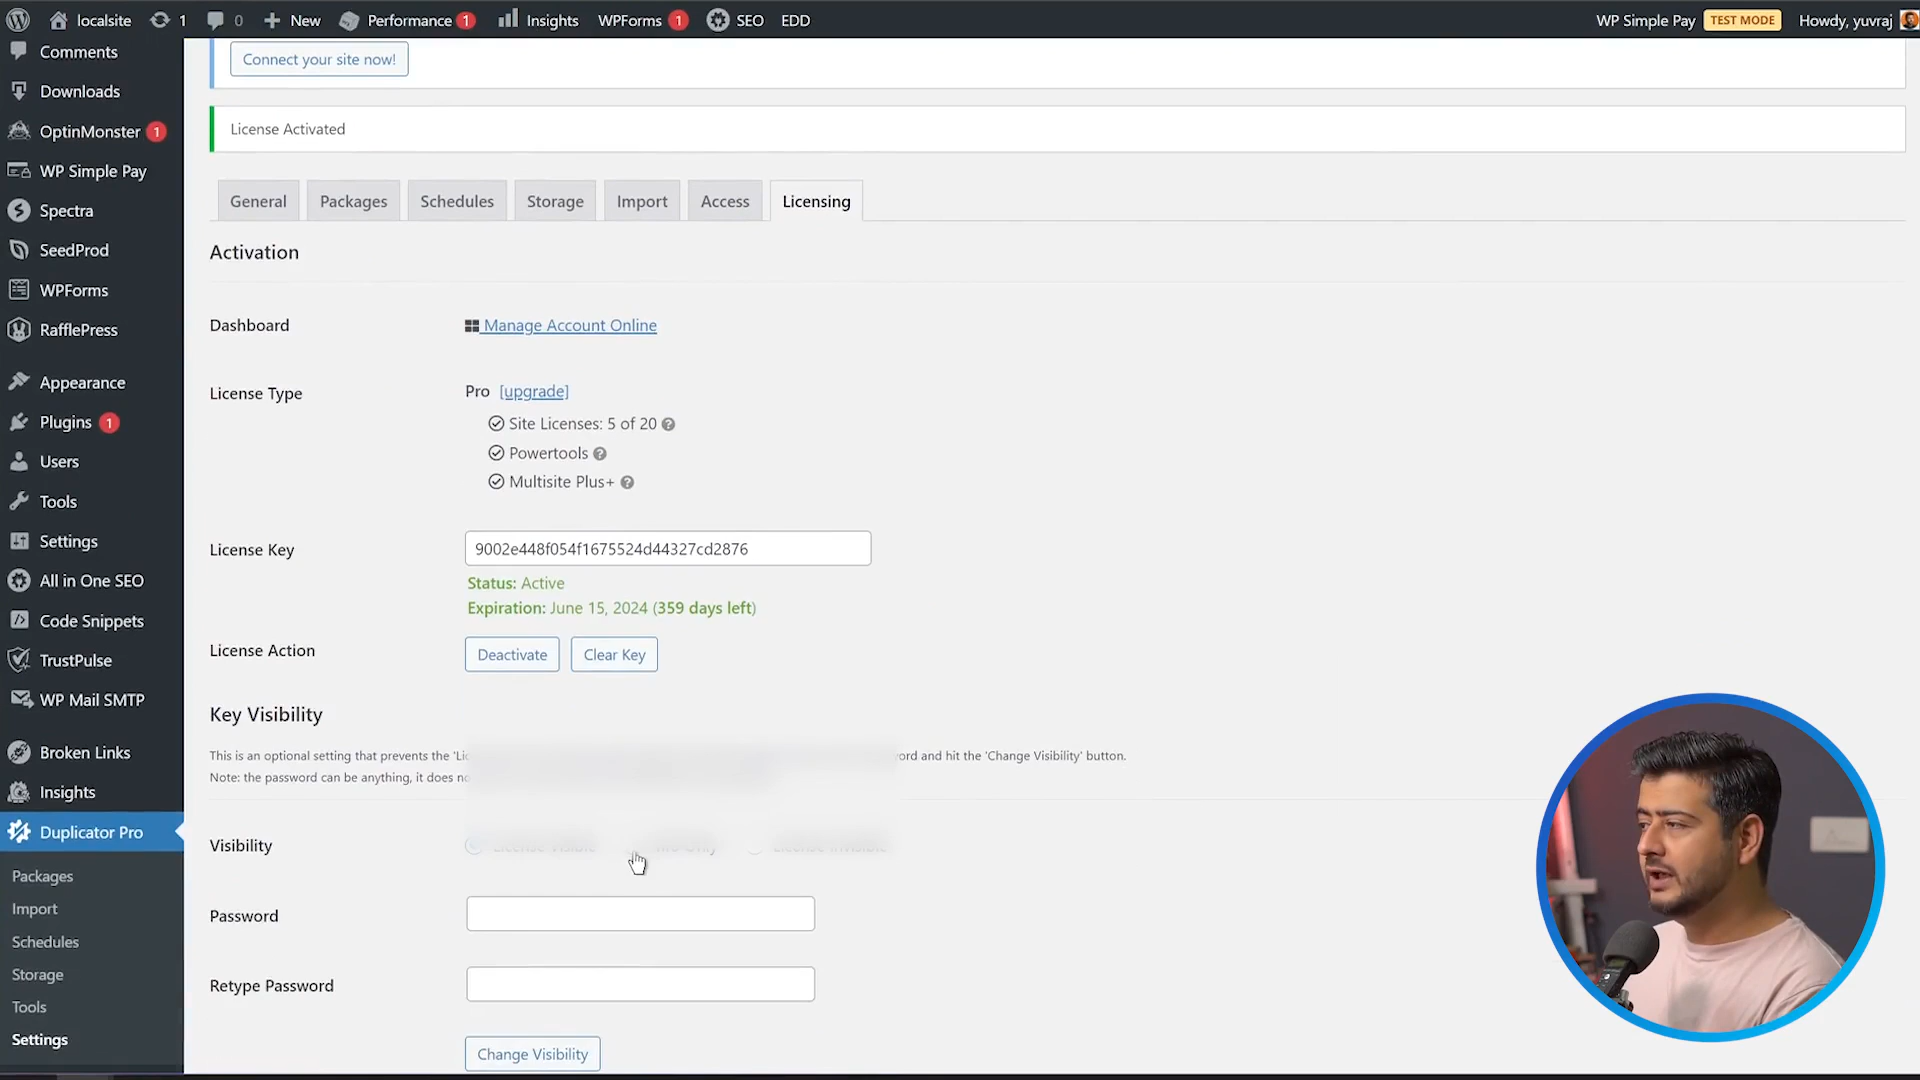 localsite 1 0 New Performance 1 Insights WPForms 1 SEO EDD WP Simple Pay TEST MODE Howdy, yuvraj
Comments
Downloads
OptinMonster 1
WP Simple Pay
Spectra
SeedProd
WPForms
RafflePress
Appearance
Plugins 1
Users
Tools
Settings
All in One SEO
Code Snippets
TrustPulse
WP Mail SMTP
Broken Links
Insights
Duplicator Pro
Packages
Import
Schedules
Storage
Tools
Settings
Connect your site now!
License Activated
General Packages Schedules Storage Import Access Licensing
Activation
Dashboard Manage Account Online
License Type Pro [upgrade]
Site Licenses: 5 of 20
Powertools
Multisite Plus+
License Key 9002e448f054f1675524d44327cd2876
Status: Active
Expiration: June 15, 2024 (359 days left)
License Action Deactivate Clear Key
Key Visibility
This is an optional setting that prevents the and hit the 'Change Visibility' button.
Note: the password can be anything, it does
Visibility License Visible License Invisible
Password
Retype Password
Change Visibility